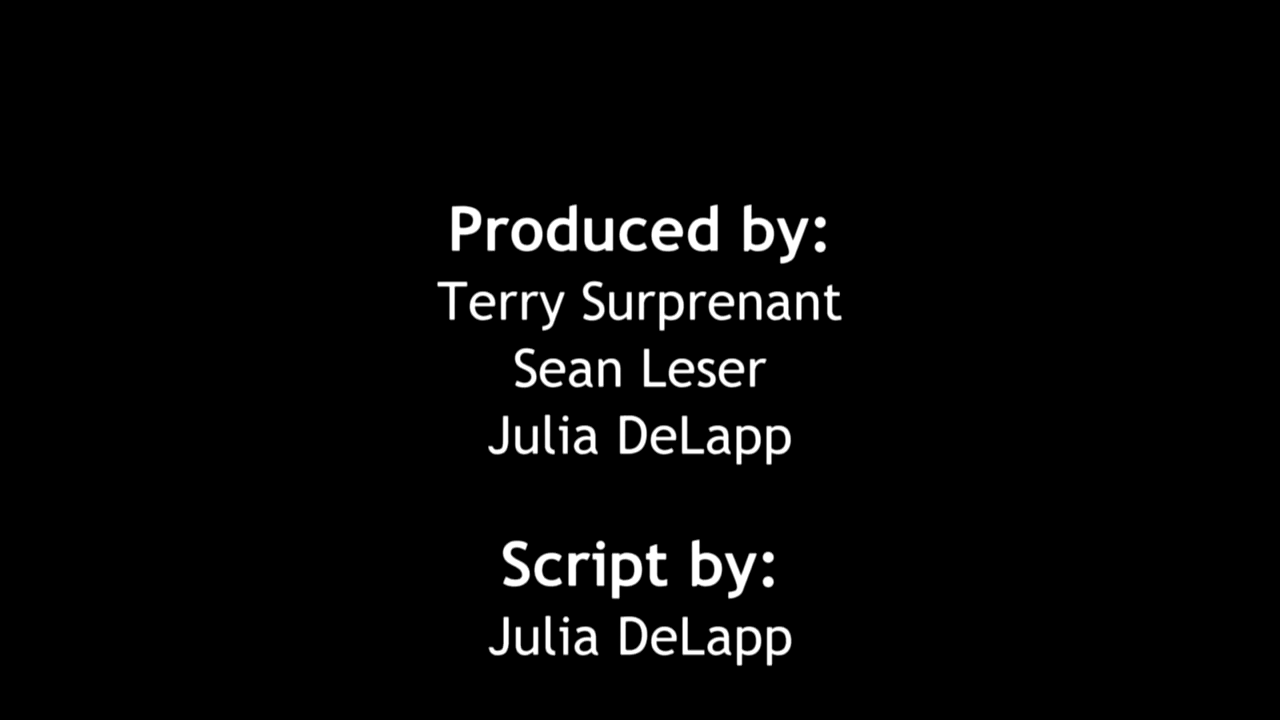 Produced by:
Terry Surprenant
Sean Leser
Julia DeLapp
Script by:
Julia DeLapp